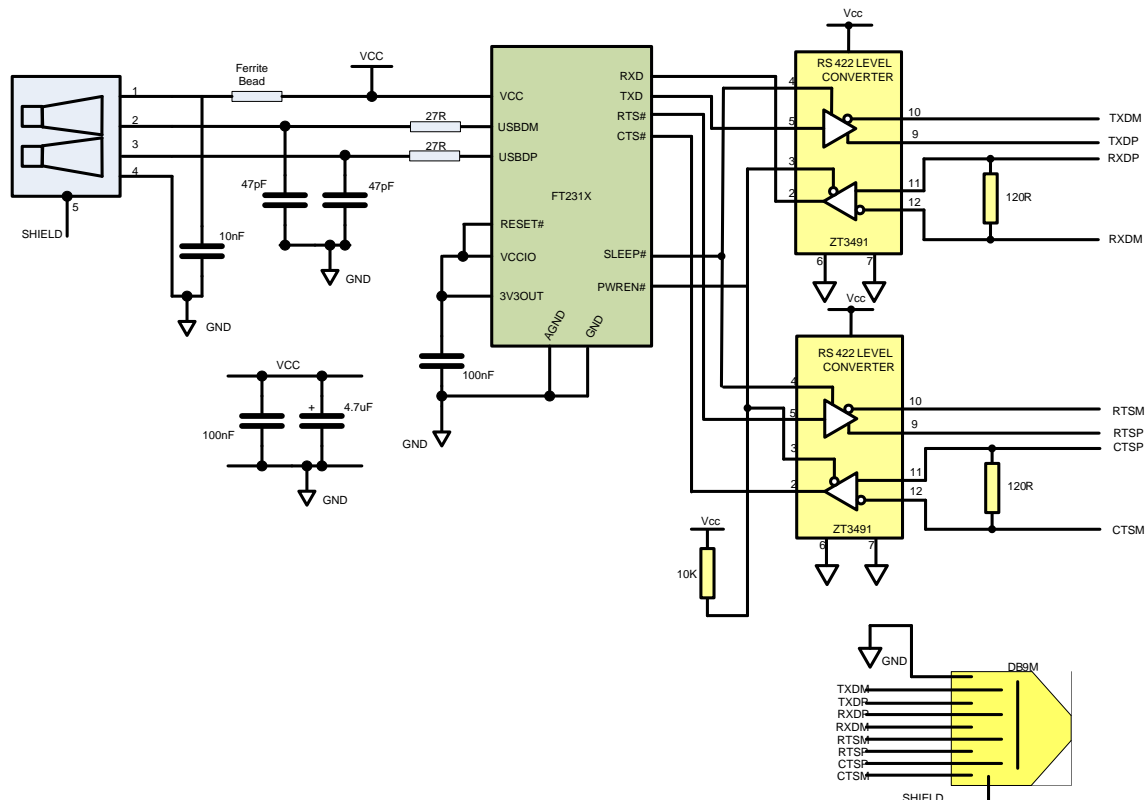 Vcc
VCC
Ferrite
Bead
1
2
3
4
5
SHIELD
27R
27R
47pF
47pF
10nF
GND
GND
VCC
USBDM
USBDP
FT231X
RESET#
VCCIO
3V3OUT
AGND
GND
RXD
TXD
RTS#
CTS#
SLEEP#
PWREN#
100nF
GND
VCC
100nF
+
4.7uF
GND
RS 422 LEVEL
CONVERTER
4
5
3
2
10
9
11
12
ZT3491
6
7
120R
TXDM
TXDP
RXDP
RXDM
Vcc
RS 422 LEVEL
CONVERTER
4
5
3
2
10
9
11
12
ZT3491
6
7
120R
RTSM
RTSP
CTSP
CTSM
Vcc
10K
GND
DB9M
TXDM
TXDP
RXDP
RXDM
RTSM
RTSP
CTSP
CTSM
SHIELD